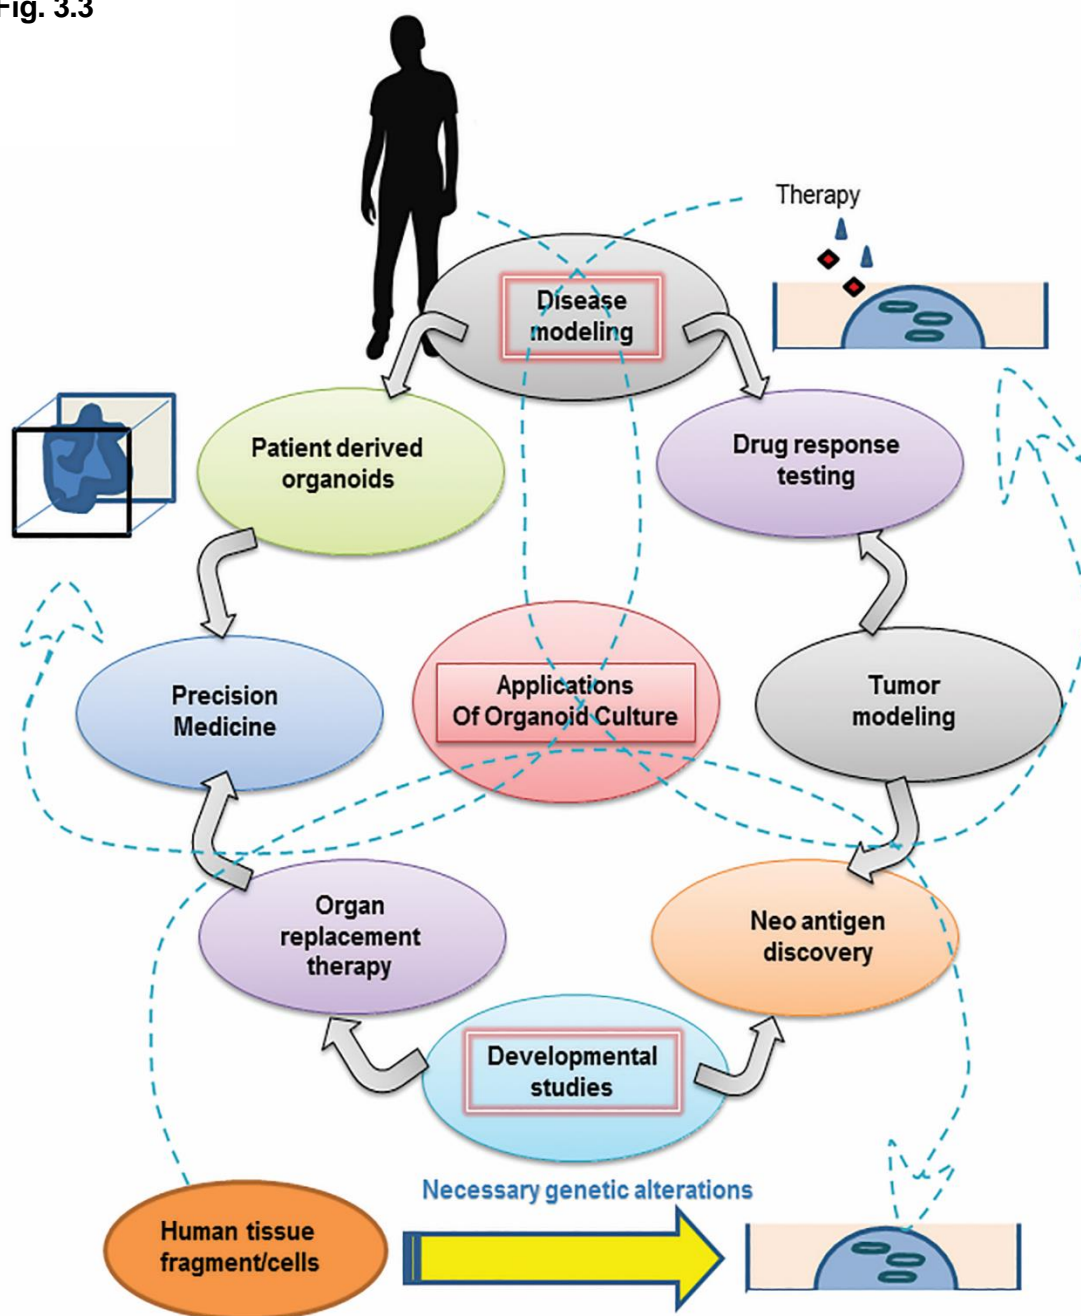 Fig. 3.3
Therapy
Disease
modeling
Patient derived
organoids
Drug response
testing
Precision
Medicine
Applications
Of Organoid Culture
Tumor
modeling
Organ
replacement
therapy
Neo antigen
discovery
Developmental
studies
Necessary genetic alterations
Human tissue
fragment/cells